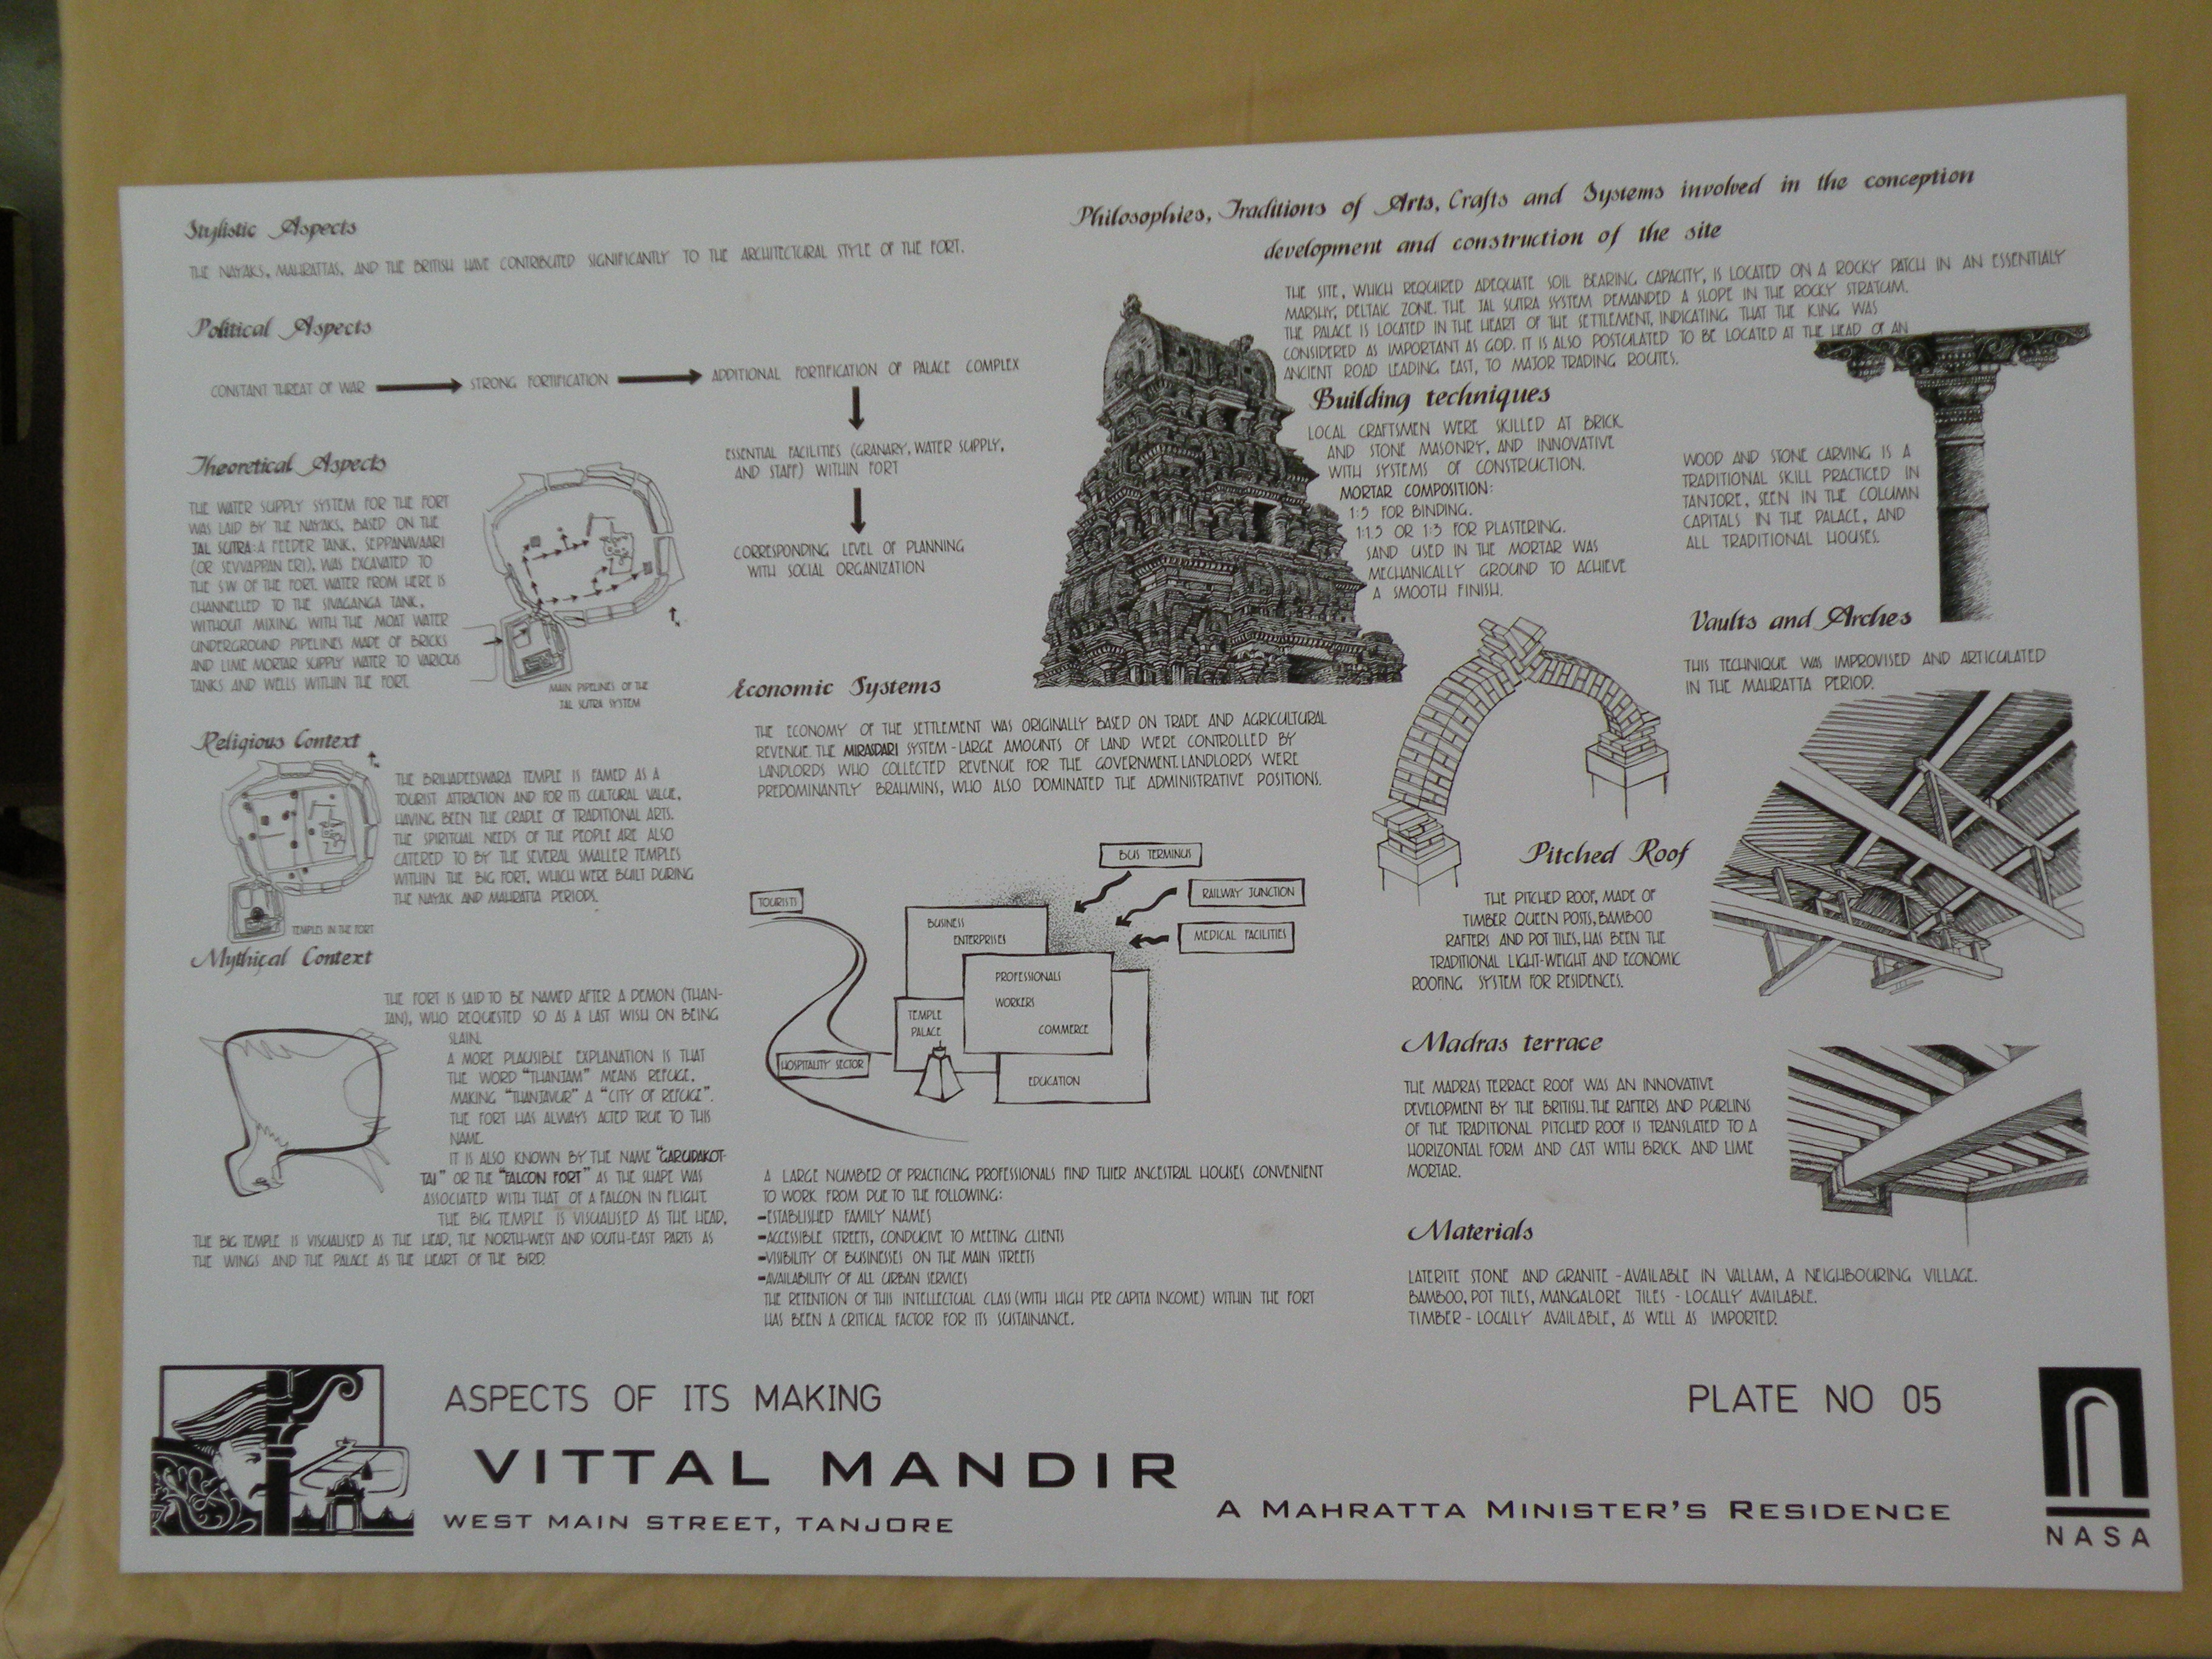 Stylistic Aspects
THE NAYAKS, MAHRATTAS, AND THE BRITISH HAVE CONTRIBUTED SIGNIFICANTLY TO THE ARCHITECTURAL STYLE OF THE FORT.
Political Aspects
CONSTANT THREAT OF WAR
STRONG FORTIFICATION
ADDITIONAL FORTIFICATION OF PALACE COMPLEX
ESSENTIAL FACILITIES (GRANARY, WATER SUPPLY,
AND STAFF) WITHIN FORT
CORRESPONDING LEVEL OF PLANNING
WITH SOCIAL ORGANIZATION
Theoretical Aspects
THE WATER SUPPLY SYSTEM FOR THE FORT
WAS LAID BY THE NAYAKS, BASED ON THE
JAL SUTRA: A FEEDER TANK, SEPPANAVAARI
(OR SEVVAPPAN ERI), WAS EXCAVATED TO
THE SW OF THE FORT. WATER FROM HERE IS
CHANNELLED TO THE SIVAGANGA TANK,
WITHOUT MIXING WITH THE MOAT WATER
UNDERGROUND PIPELINES MADE OF BRICKS
AND LIME MORTAR SUPPLY WATER TO VARIOUS
TANKS AND WELLS WITHIN THE FORT.
MAIN PIPELINES OF THE
JAL SUTRA SYSTEM
Religious Context
THE BRIHADEESWARA TEMPLE IS FAMED AS A
TOURIST ATTRACTION AND FOR ITS CULTURAL VALUE,
HAVING BEEN THE CRADLE OF TRADITIONAL ARTS.
THE SPIRITUAL NEEDS OF THE PEOPLE ARE ALSO
CATERED TO BY THE SEVERAL SMALLER TEMPLES
WITHIN THE BIG FORT, WHICH WERE BUILT DURING
THE NAYAK AND MAHRATTA PERIODS.
TEMPLES IN THE FORT
Mythical Context
THE FORT IS SAID TO BE NAMED AFTER A DEMON (THAN-
JAN), WHO REQUESTED SO AS A LAST WISH ON BEING
SLAIN.
A MORE PLAUSIBLE EXPLANATION IS THAT
THE WORD "THANJAM" MEANS REFUGE,
MAKING "THANJAVUR" A "CITY OF REFUGE".
THE FORT HAS ALWAYS ACTED TRUE TO THIS
NAME.
IT IS ALSO KNOWN BY THE NAME "GARUDAKOT-
TAI" OR THE "FALCON FORT" AS THE SHAPE WAS
ASSOCIATED WITH THAT OF A FALCON IN FLIGHT.
THE BIG TEMPLE IS VISUALISED AS THE HEAD,
THE BIG TEMPLE IS VISUALISED AS THE HEAD, THE NORTH-WEST AND SOUTH-EAST PARTS AS
THE WINGS AND THE PALACE AS THE HEART OF THE BIRD.
Economic Systems
THE ECONOMY OF THE SETTLEMENT WAS ORIGINALLY BASED ON TRADE AND AGRICULTURAL
REVENUE. THE MIRASDARI SYSTEM - LARGE AMOUNTS OF LAND WERE CONTROLLED BY
LANDLORDS WHO COLLECTED REVENUE FOR THE GOVERNMENT. LANDLORDS WERE
PREDOMINANTLY BRAHMINS, WHO ALSO DOMINATED THE ADMINISTRATIVE POSITIONS.
BUS TERMINUS
RAILWAY JUNCTION
MEDICAL FACILITIES
TOURISTS
BUSINESS
ENTERPRISES
PROFESSIONALS
WORKERS
COMMERCE
TEMPLE
PALACE
HOSPITALITY SECTOR
EDUCATION
A LARGE NUMBER OF PRACTICING PROFESSIONALS FIND THIER ANCESTRAL HOUSES CONVENIENT
TO WORK FROM DUE TO THE FOLLOWING:
-ESTABLISHED FAMILY NAMES
-ACCESSIBLE STREETS, CONDUCIVE TO MEETING CLIENTS
-VISIBILITY OF BUSINESSES ON THE MAIN STREETS
-AVAILABILITY OF ALL URBAN SERVICES
THE RETENTION OF THIS INTELLECTUAL CLASS (WITH HIGH PER CAPITA INCOME) WITHIN THE FORT
HAS BEEN A CRITICAL FACTOR FOR ITS SUSTAINANCE.
Philosophies, Traditions of Arts, Crafts and Systems involved in the conception
development and construction of the site
THE SITE, WHICH REQUIRED ADEQUATE SOIL BEARING CAPACITY, IS LOCATED ON A ROCKY PATCH IN AN ESSENTIALY
MARSHY, DELTAIC ZONE. THE JAL SUTRA SYSTEM DEMANDED A SLOPE IN THE ROCKY STRATUM.
THE PALACE IS LOCATED IN THE HEART OF THE SETTLEMENT, INDICATING THAT THE KING WAS
CONSIDERED AS IMPORTANT AS GOD. IT IS ALSO POSTULATED TO BE LOCATED AT THE HEAD OF AN
ANCIENT ROAD LEADING EAST, TO MAJOR TRADING ROUTES.
Building techniques
LOCAL CRAFTSMEN WERE SKILLED AT BRICK
AND STONE MASONRY, AND INNOVATIVE
WITH SYSTEMS OF CONSTRUCTION.
MORTAR COMPOSITION:
1:5 FOR BINDING.
1:1.5 OR 1:3 FOR PLASTERING.
SAND USED IN THE MORTAR WAS
MECHANICALLY GROUND TO ACHIEVE
A SMOOTH FINISH.
WOOD AND STONE CARVING IS A
TRADITIONAL SKILL PRACTICED IN
TANJORE, SEEN IN THE COLUMN
CAPITALS IN THE PALACE, AND
ALL TRADITIONAL HOUSES.
Vaults and Arches
THIS TECHNIQUE WAS IMPROVISED AND ARTICULATED
IN THE MAHRATTA PERIOD.
Pitched Roof
THE PITCHED ROOF, MADE OF
TIMBER QUEEN POSTS, BAMBOO
RAFTERS AND POT TILES, HAS BEEN THE
TRADITIONAL LIGHT-WEIGHT AND ECONOMIC
ROOFING SYSTEM FOR RESIDENCES.
Madras terrace
THE MADRAS TERRACE ROOF WAS AN INNOVATIVE
DEVELOPMENT BY THE BRITISH. THE RAFTERS AND PURLINS
OF THE TRADITIONAL PITCHED ROOF IS TRANSLATED TO A
HORIZONTAL FORM AND CAST WITH BRICK AND LIME
MORTAR.
Materials
LATERITE STONE AND GRANITE - AVAILABLE IN VALLAM, A NEIGHBOURING VILLAGE.
BAMBOO, POT TILES, MANGALORE TILES - LOCALLY AVAILABLE.
TIMBER - LOCALLY AVAILABLE, AS WELL AS IMPORTED.
ASPECTS OF ITS MAKING
PLATE NO 05
VITTAL MANDIR
WEST MAIN STREET, TANJORE
A MAHRATTA MINISTER'S RESIDENCE
NASA